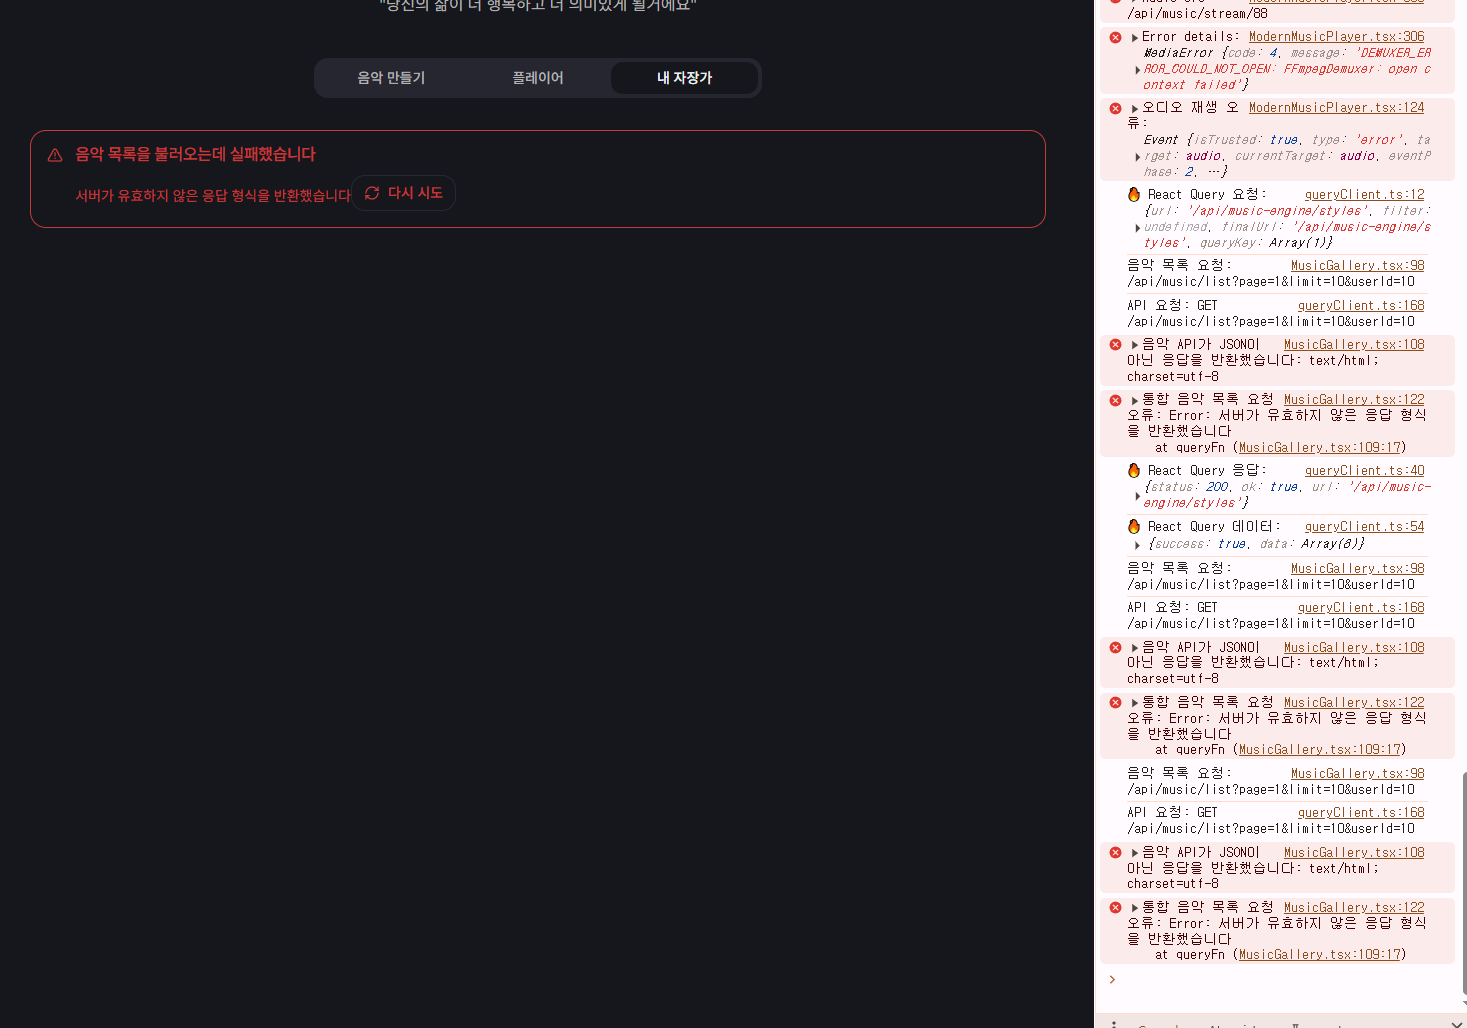 "당신의 삶이 더 행복하고 더 의미있게 될거에요"
음악 만들기
플레이어
내 자장가
음악 목록을 불러오는데 실패했습니다
서버가 유효하지 않은 응답 형식을 반환했습니다
다시 시도
/api/music/stream/88
Error details: ModernMusicPlayer.tsx:306
MediaError {code: 4, message: 'DEMUXER_ER
ROR_COULD_NOT_OPEN: FFmpegDemuxer: open c
ontext failed'}
오디오 재생 오 ModernMusicPlayer.tsx:124
류:
Event {isTrusted: true, type: 'error', ta
rget: audio, currentTarget: audio, eventP
hase: 2, …}
🔥 React Query 요청: queryClient.ts:12
{url: '/api/music-engine/styles', filter:
undefined, finalUrl: '/api/music-engine/s
tyles', queryKey: Array(1)}
음악 목록 요청: MusicGallery.tsx:98
/api/music/list?page=1&limit=10&userId=10
API 요청: GET queryClient.ts:168
/api/music/list?page=1&limit=10&userId=10
음악 API가 JSON이 MusicGallery.tsx:108
아닌 응답을 반환했습니다: text/html;
charset=utf-8
통합 음악 목록 요청 MusicGallery.tsx:122
오류: Error: 서버가 유효하지 않은 응답 형식
을 반환했습니다
at queryFn (MusicGallery.tsx:109:17)
🔥 React Query 응답: queryClient.ts:40
{status: 200, ok: true, url: '/api/music-
engine/styles'}
🔥 React Query 데이터: queryClient.ts:54
{success: true, data: Array(8)}
음악 목록 요청: MusicGallery.tsx:98
/api/music/list?page=1&limit=10&userId=10
API 요청: GET queryClient.ts:168
/api/music/list?page=1&limit=10&userId=10
음악 API가 JSON이 MusicGallery.tsx:108
아닌 응답을 반환했습니다: text/html;
charset=utf-8
통합 음악 목록 요청 MusicGallery.tsx:122
오류: Error: 서버가 유효하지 않은 응답 형식
을 반환했습니다
at queryFn (MusicGallery.tsx:109:17)
음악 목록 요청: MusicGallery.tsx:98
/api/music/list?page=1&limit=10&userId=10
API 요청: GET queryClient.ts:168
/api/music/list?page=1&limit=10&userId=10
음악 API가 JSON이 MusicGallery.tsx:108
아닌 응답을 반환했습니다: text/html;
charset=utf-8
통합 음악 목록 요청 MusicGallery.tsx:122
오류: Error: 서버가 유효하지 않은 응답 형식
을 반환했습니다
at queryFn (MusicGallery.tsx:109:17)